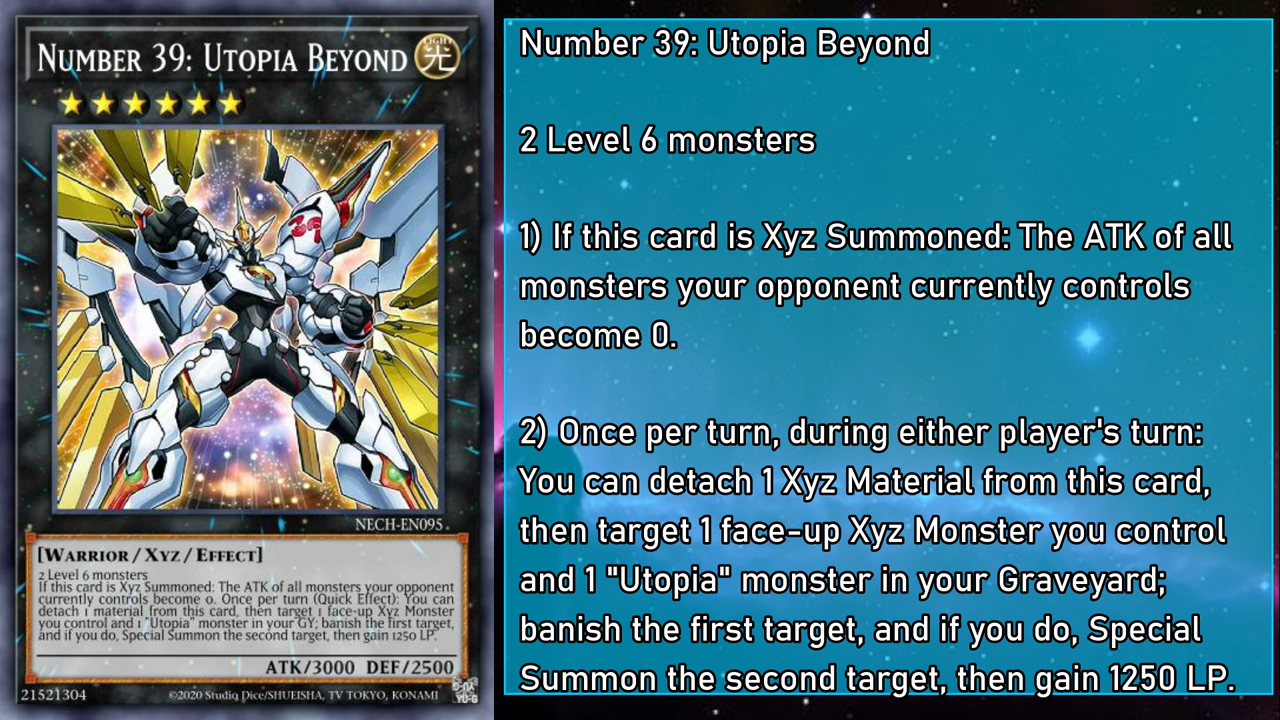 NUMBER 39: UTOPIA BEYOND
LIGHT
光
39
NECH-EN095
[WARRIOR / XYZ / EFFECT]
2 Level 6 monsters
If this card is Xyz Summoned: The ATK of all monsters your opponent
currently controls become 0. Once per turn (Quick Effect): You can
detach 1 material from this card, then target 1 face-up Xyz Monster
you control and 1 "Utopia" monster in your GY; banish the first target,
and if you do, Special Summon the second target, then gain 1250 LP.
ATK/3000 DEF/2500
21521304
©2020 Studio Dice/SHUEISHA, TV TOKYO, KONAMI
Number 39: Utopia Beyond
2 Level 6 monsters
1) If this card is Xyz Summoned: The ATK of all
monsters your opponent currently controls
become 0.
2) Once per turn, during either player's turn:
You can detach 1 Xyz Material from this card,
then target 1 face-up Xyz Monster you control
and 1 "Utopia" monster in your Graveyard;
banish the first target, and if you do, Special
Summon the second target, then gain 1250 LP.